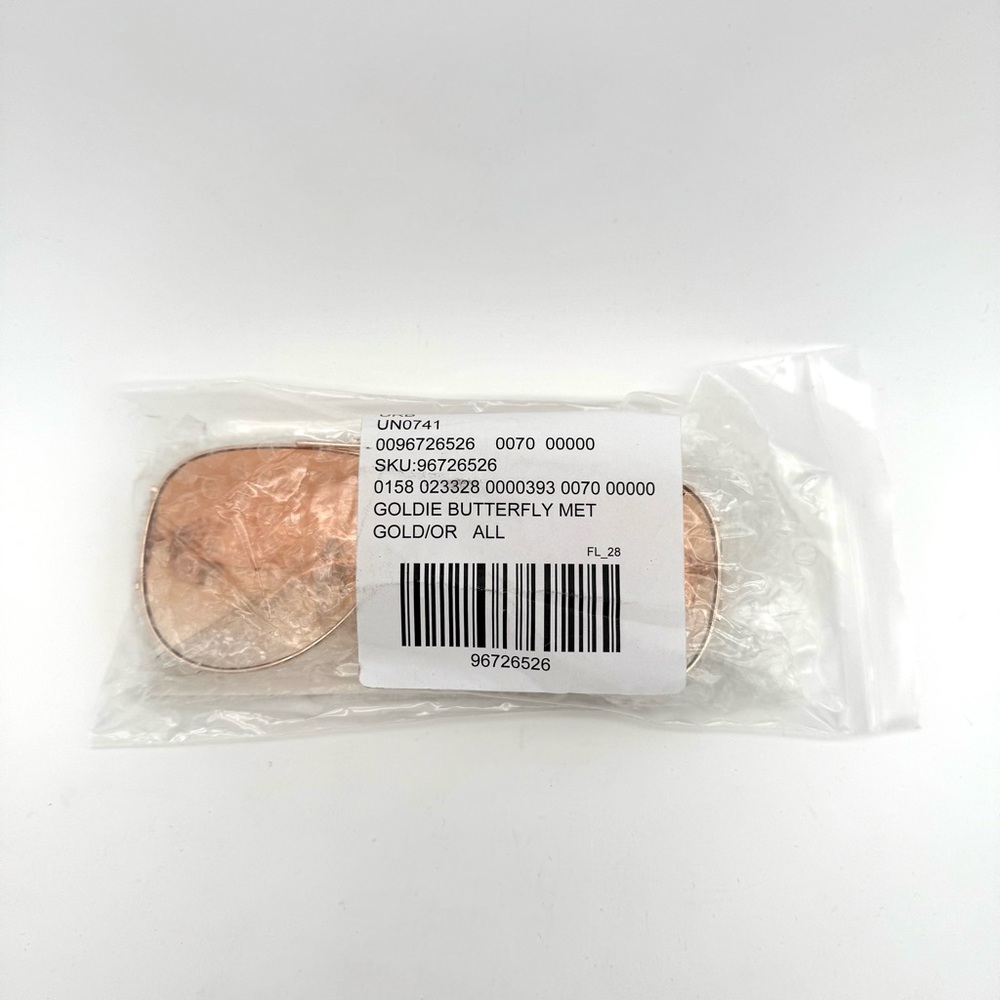 UN0741
0096726526 0070 00000
SKU:96726526
0158 023328 0000393 0070 00000
GOLDIE BUTTERFLY MET
GOLD/OR ALL
FL_28
96726526